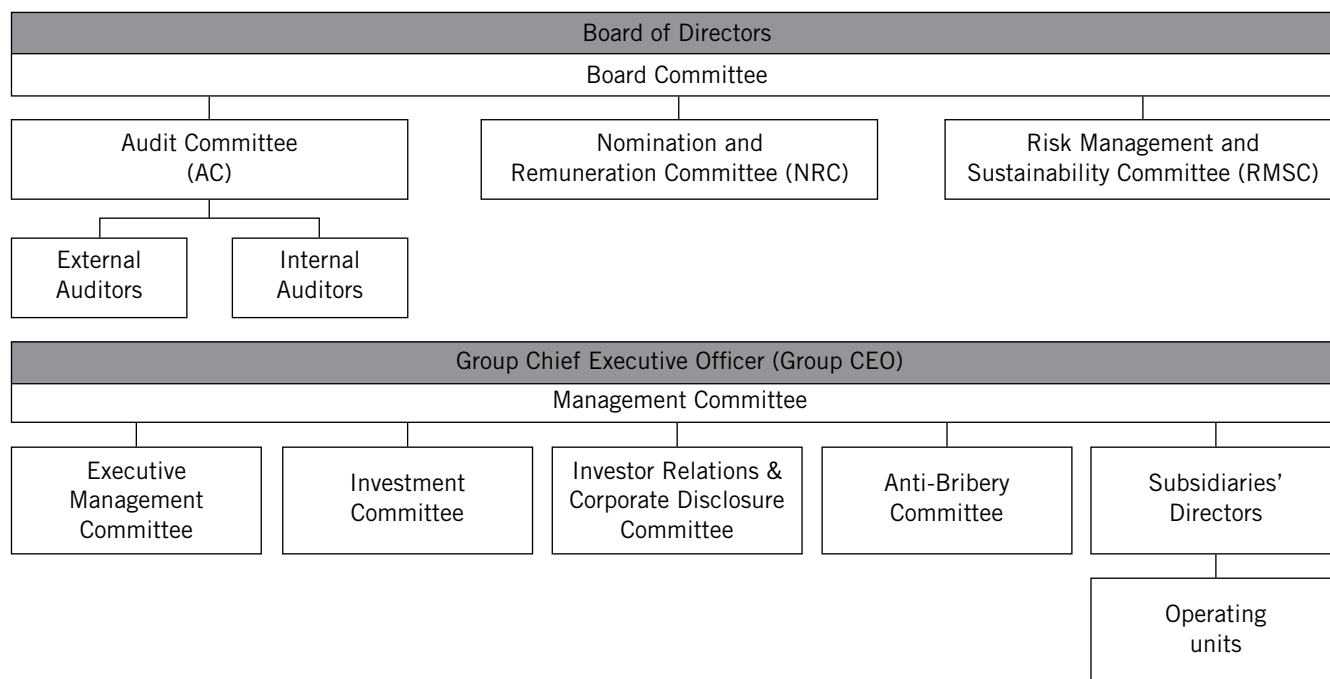 Board of Directors
Board Committee
Audit Committee
(AC)
Nomination and
Remuneration Committee (NRC)
Risk Management and
Sustainability Committee (RMSC)
External
Auditors
Internal
Auditors
Group Chief Executive Officer (Group CEO)
Management Committee
Executive
Management
Committee
Investment
Committee
Investor Relations &
Corporate Disclosure
Committee
Anti-Bribery
Committee
Subsidiaries’
Directors
Operating
units